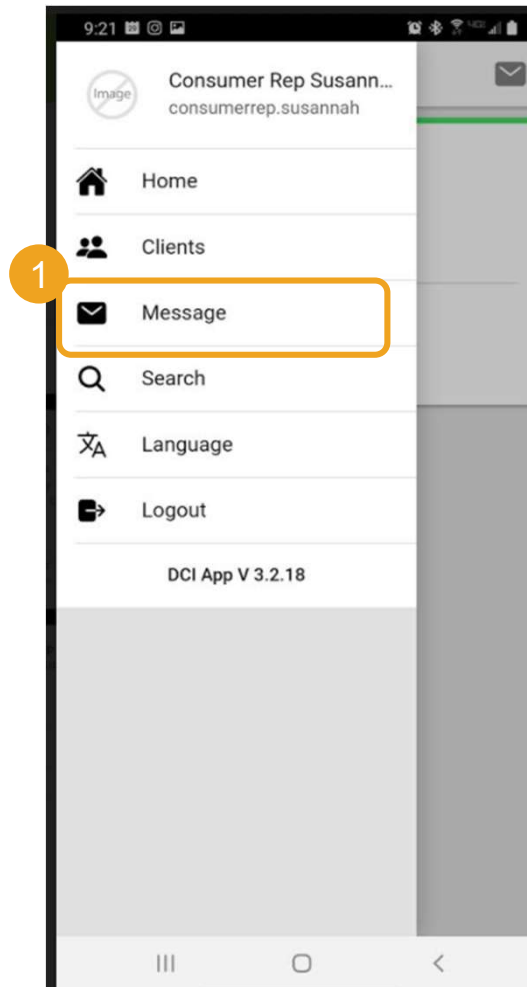 9:21
Image
Consumer Rep Susann...
consumerrep.susannah
Home
Clients
1
Message
Search
Language
Logout
DCI App V 3.2.18